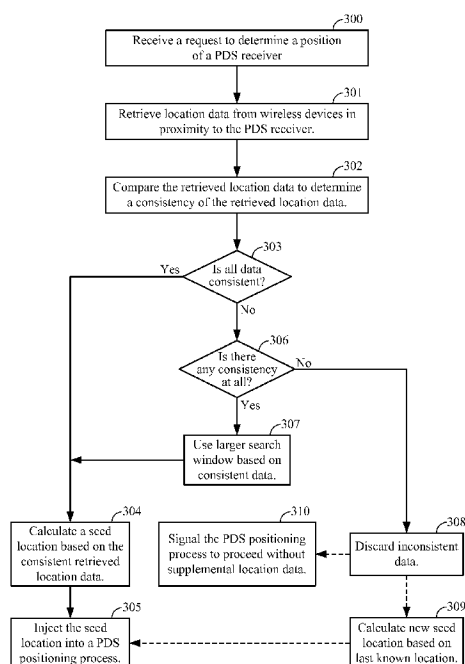 300
Receive a request to determine a position
of a PDS receiver
301
Retrieve location data from wireless devices in
proximity to the PDS receiver.
302
Compare the retrieved location data to determine
a consistency of the retrieved location data.
303
Is all data
consistent?
Yes
No
306
Is there
any consistency
at all?
No
Yes
307
Use larger search
window based on
consistent data.
304
Calculate a seed
location based on the
consistent retrieved
location data.
310
Signal the PDS positioning
process to proceed without
supplemental location data.
308
Discard inconsistent
data.
305
Inject the seed
location into a PDS
positioning process.
309
Calculate new seed
location based on
last known location.